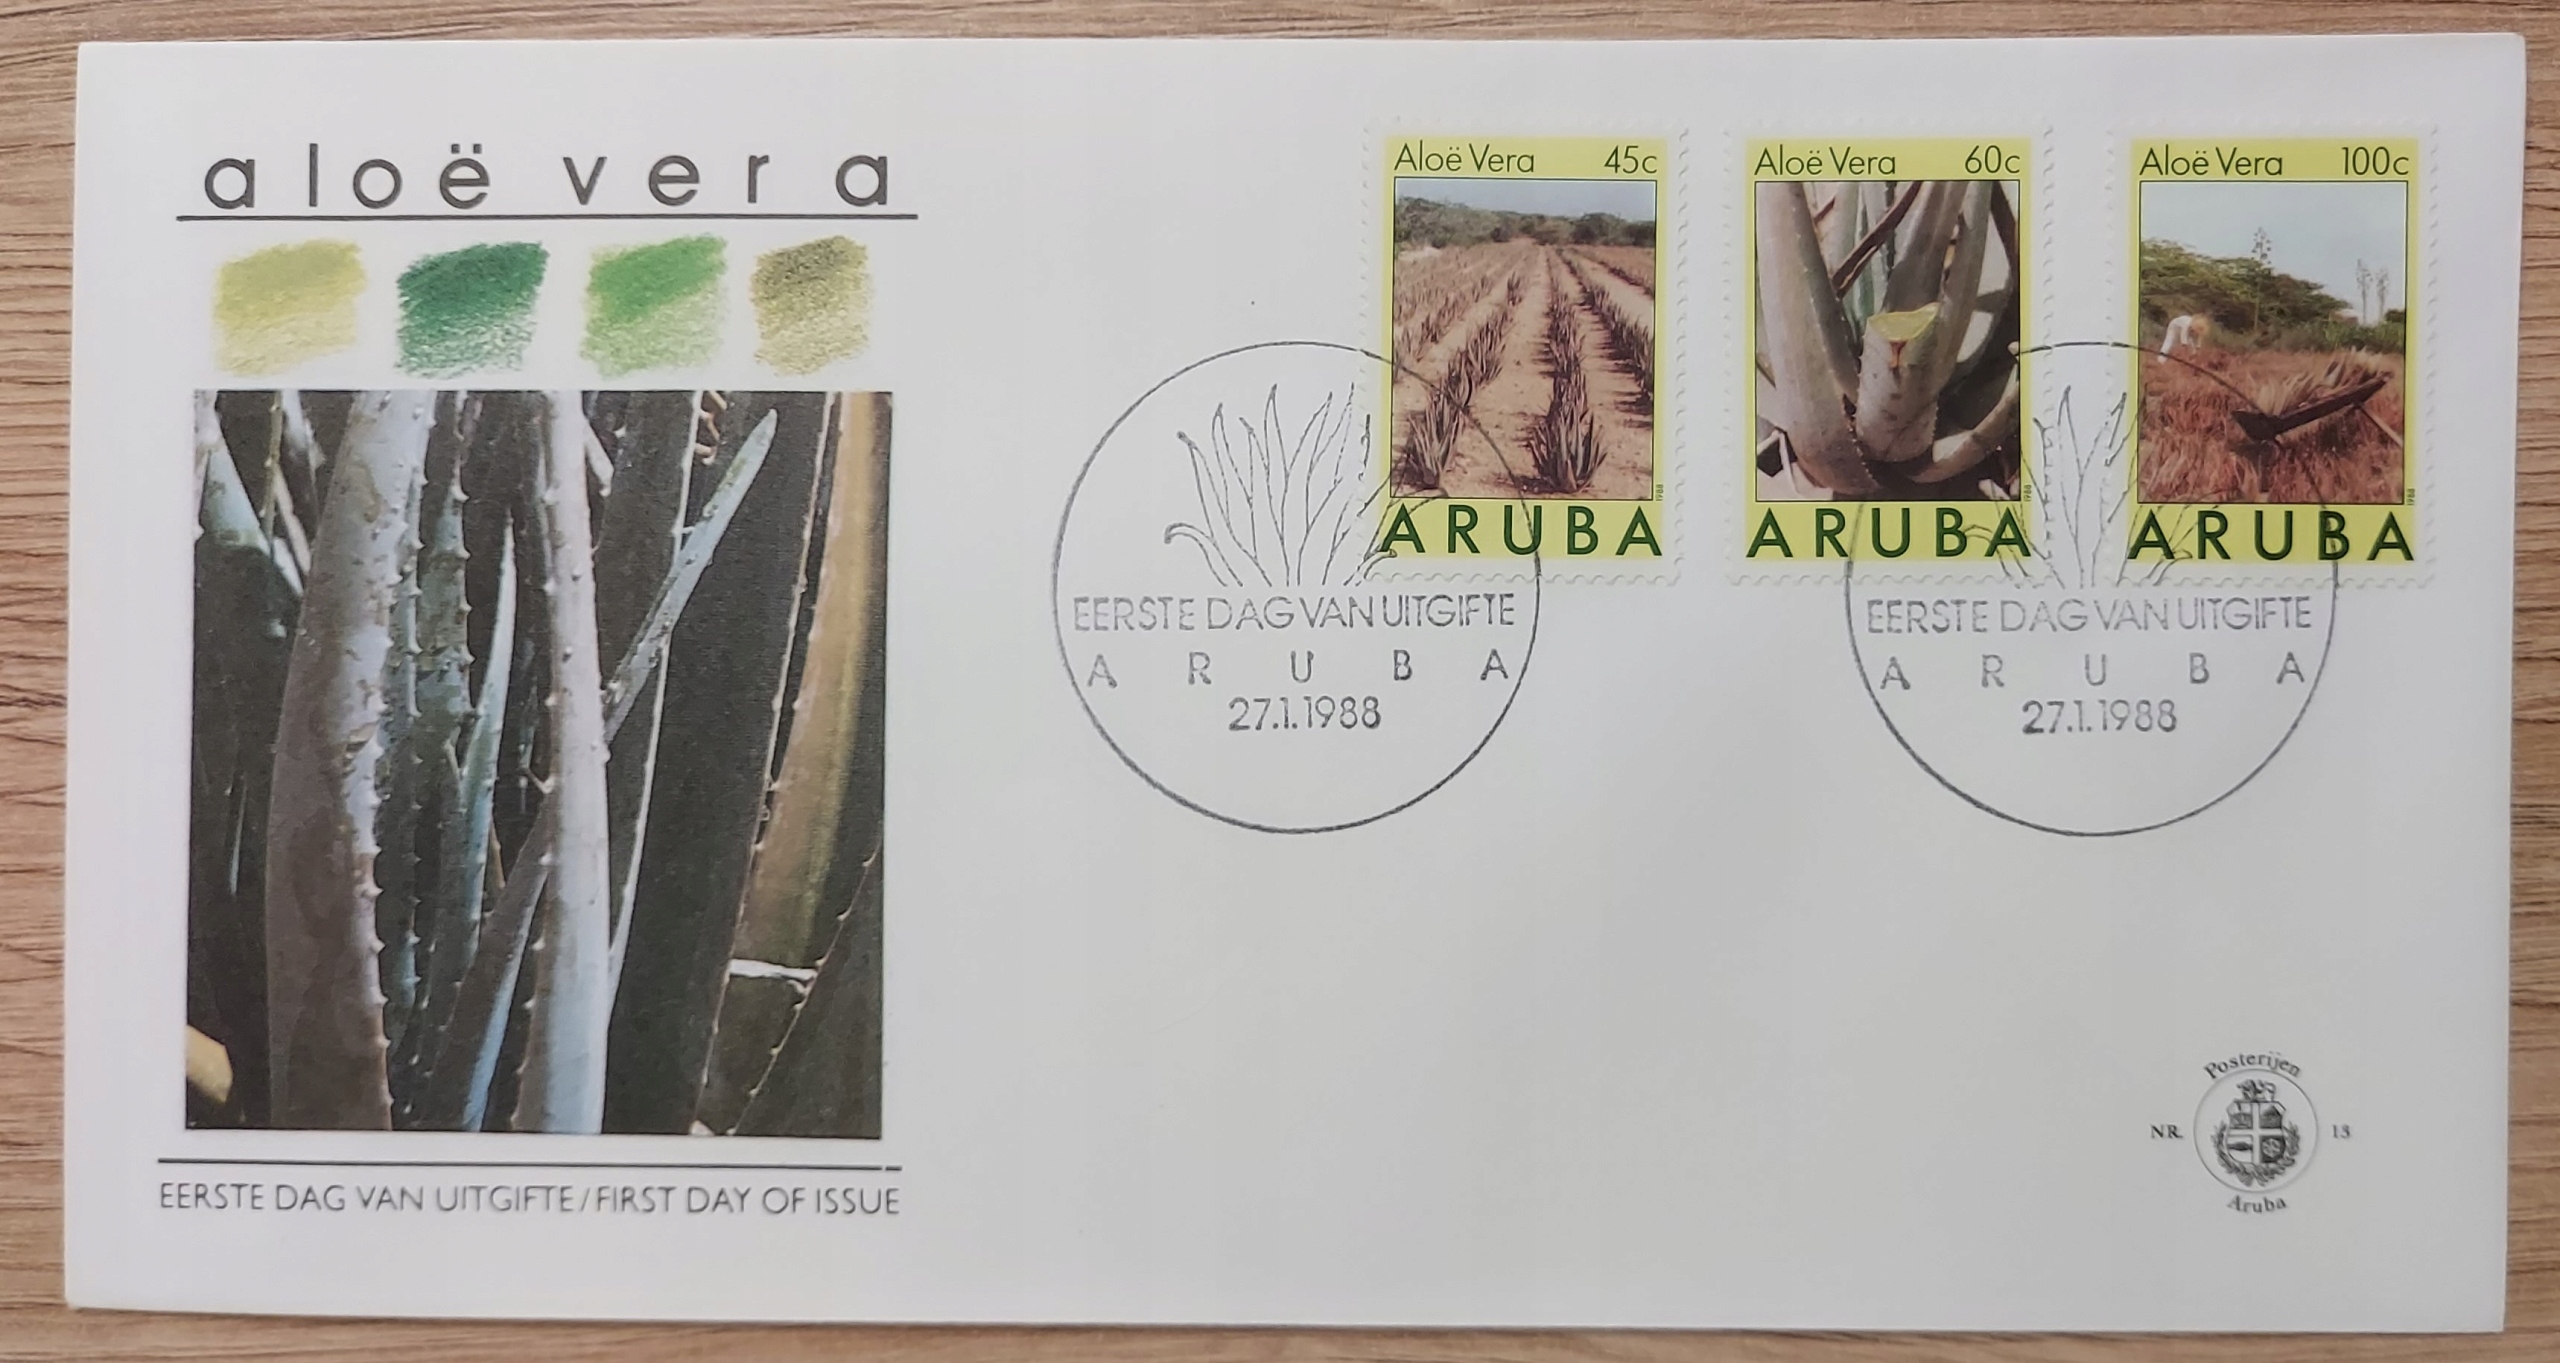 aloë vera
Aloë Vera 45c
1988
ARUBA
Aloë Vera 60c
1988
ARUBA
Aloë Vera 100c
1988
ARUBA
EERSTE DAG VAN UITGIFTE
ARUBA
27.1.1988
EERSTE DAG VAN UITGIFTE
ARUBA
27.1.1988
EERSTE DAG VAN UITGIFTE/FIRST DAY OF ISSUE
Posterijen
NR. 13
Aruba